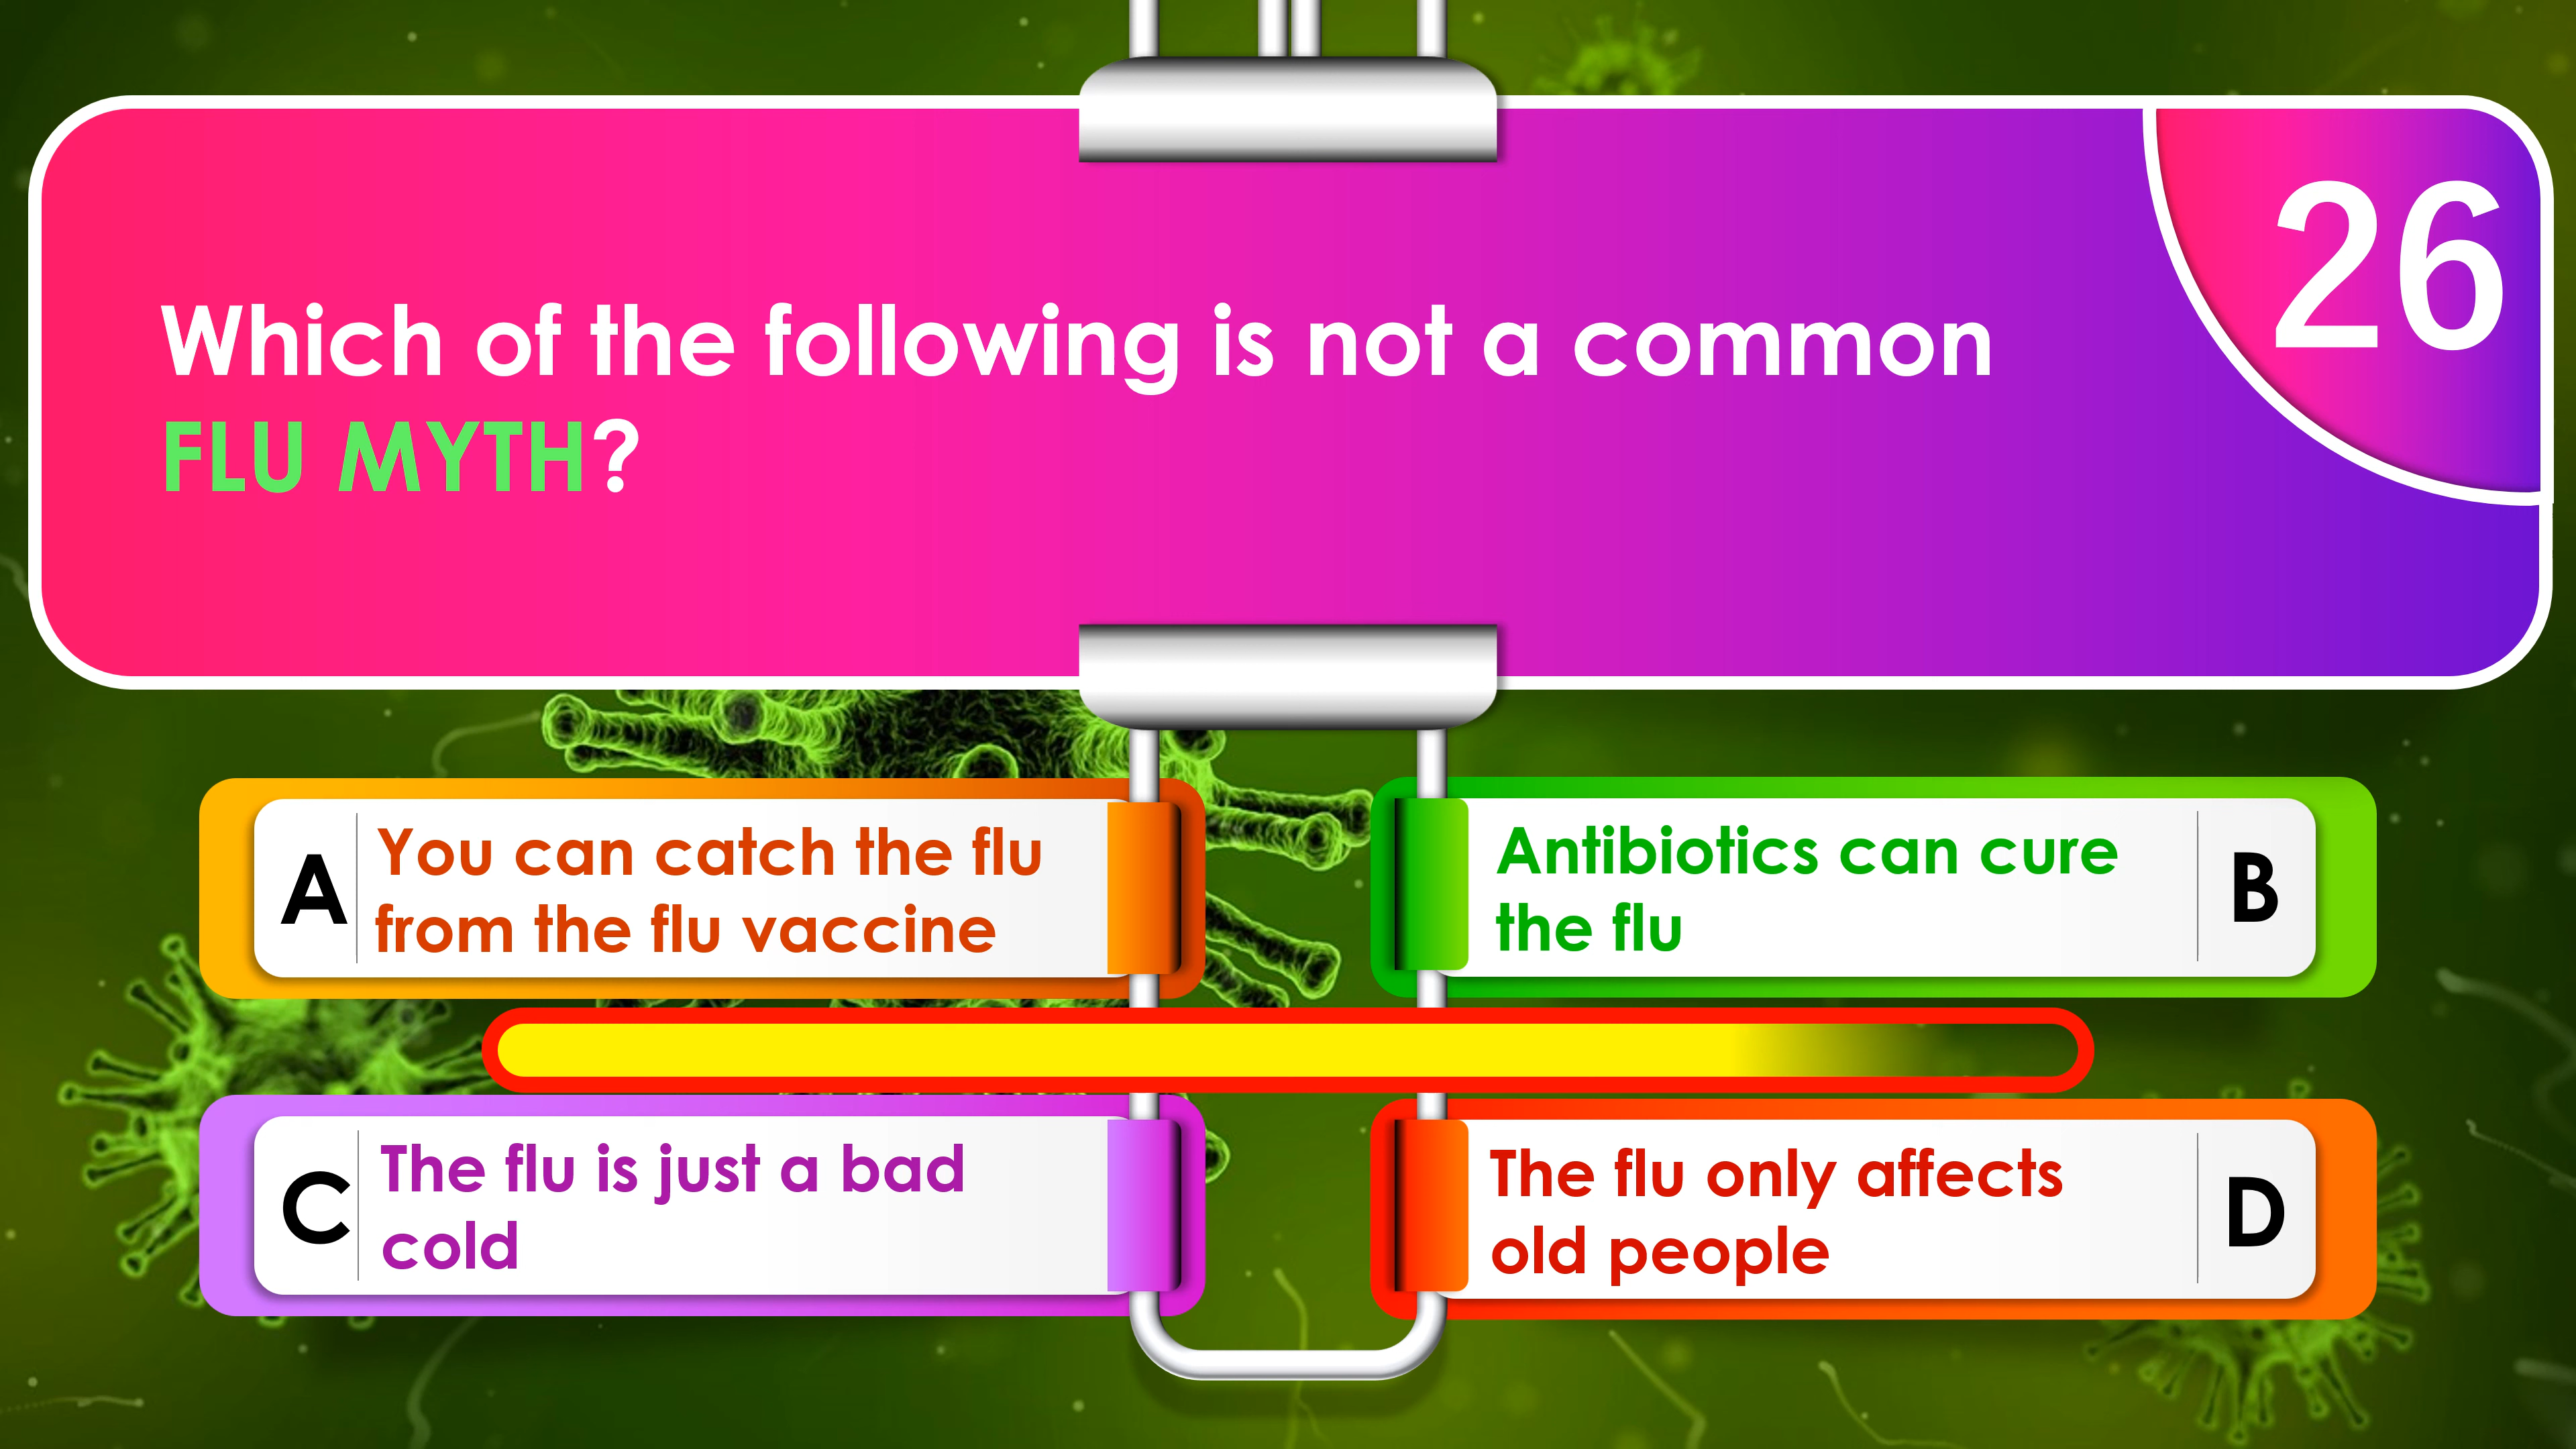 26
Which of the following is not a common
FLU MYTH?
A
You can catch the flu
from the flu vaccine
Antibiotics can cure
the flu
B
C
The flu is just a bad
cold
The flu only affects
old people
D